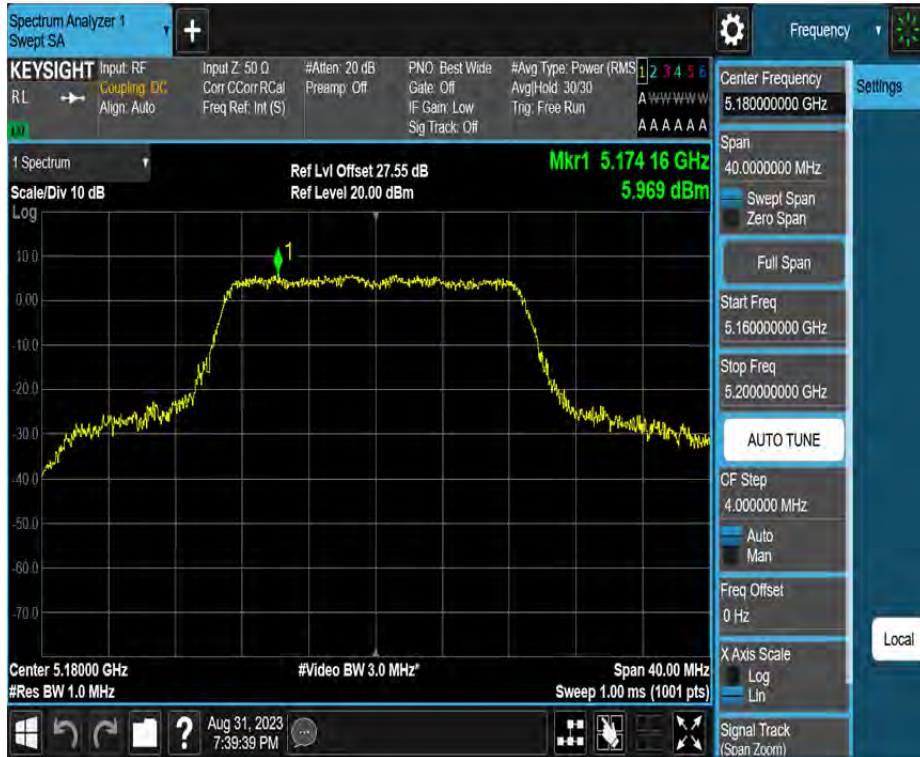 Spectrum Analyzer 1
Swept SA
+
Frequency
KEYSIGHT
RL
LXI
Input: RF
Coupling: DC
Align: Auto
Input Z: 50 Ω
Corr CCorr RCal
Freq Ref: Int (S)
#Atten: 20 dB
Preamp: Off
PNO: Best Wide
Gate: Off
IF Gain: Low
Sig Track: Off
#Avg Type: Power (RMS
Avg|Hold: 30/30
Trig: Free Run
1 2 3 4 5 6
A W W W W W
A A A A A A
1 Spectrum
Scale/Div 10 dB
Ref Lvl Offset 27.55 dB
Ref Level 20.00 dBm
Mkr1 5.174 16 GHz
5.969 dBm
Log
1
10.0
0.00
-10.0
-20.0
-30.0
-40.0
-50.0
-60.0
-70.0
Center 5.18000 GHz
#Video BW 3.0 MHz*
Span 40.00 MHz
#Res BW 1.0 MHz
Sweep 1.00 ms (1001 pts)
?
Aug 31, 2023
7:39:39 PM
Center Frequency
5.180000000 GHz
Span
40.0000000 MHz
Swept Span
Zero Span
Full Span
Start Freq
5.160000000 GHz
Stop Freq
5.200000000 GHz
AUTO TUNE
CF Step
4.000000 MHz
Auto
Man
Freq Offset
0 Hz
X Axis Scale
Log
Lin
Signal Track
(Span Zoom)
Settings
Local